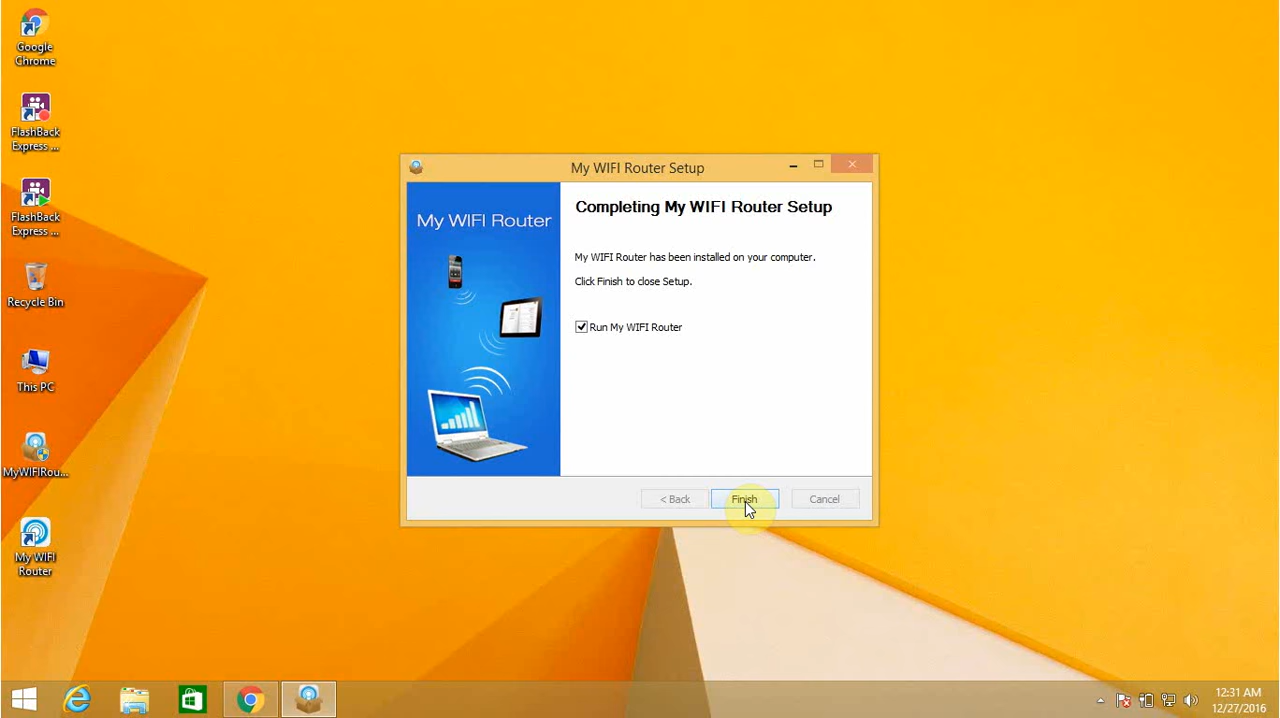 Google
Chrome
FlashBack
Express ...
FlashBack
Express ...
Recycle Bin
This PC
MyWIFIRou...
My WIFI
Router
My WIFI Router Setup
My WIFI Router
Completing My WIFI Router Setup
My WIFI Router has been installed on your computer.
Click Finish to close Setup.
Run My WIFI Router
< Back
Finish
Cancel
12:31 AM
12/27/2016